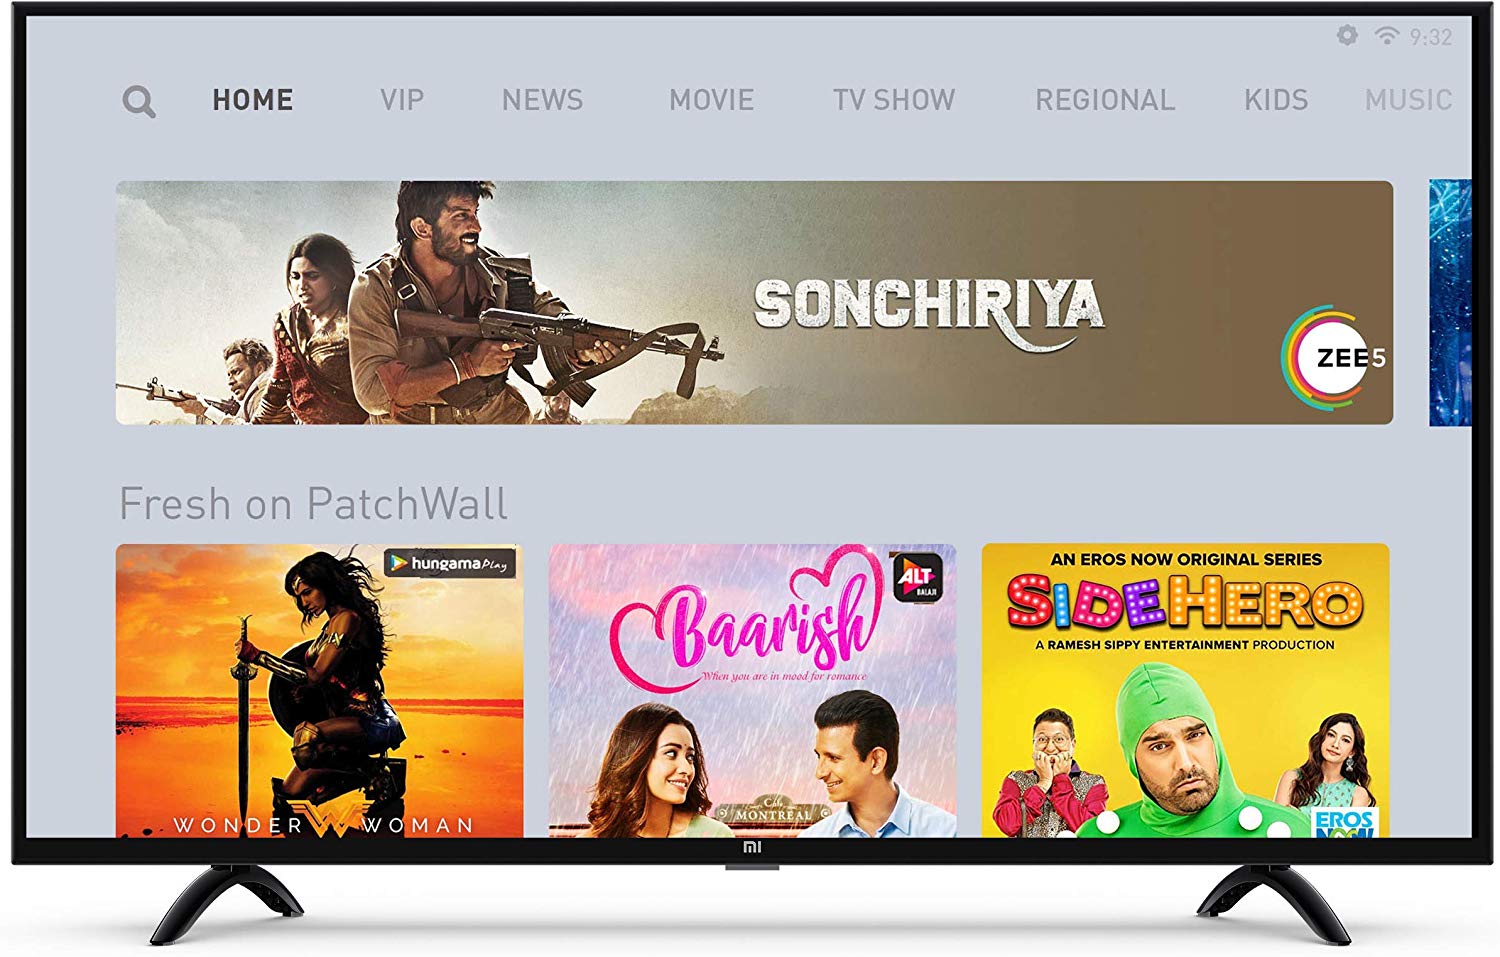 9:32
HOME VIP NEWS MOVIE TV SHOW REGIONAL KIDS MUSIC
SONCHIRIYA
ZEE5
Fresh on PatchWall
hungama Play
WONDER WOMAN
ALT
BALAJI
Baarish
When you are in mood for romance
Cafe
MONTREAL
AN EROS NOW ORIGINAL SERIES
SIDEHERO
A RAMESH SIPPY ENTERTAINMENT PRODUCTION
EROS
NOW
mi